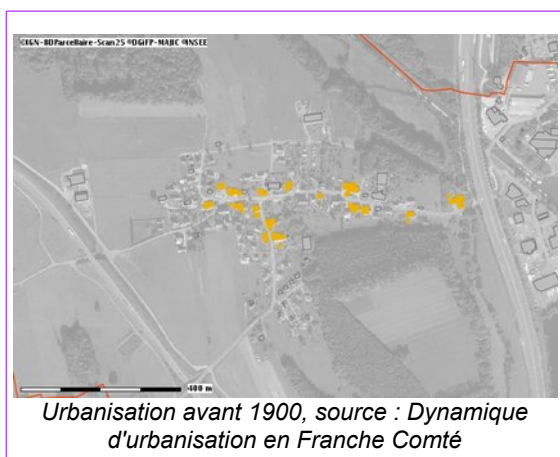 ©IGN-BDParcellaire-Scan25 ©DGIFP-MAJIC ©INSEE
400 m
Urbanisation avant 1900, source : Dynamique
d'urbanisation en Franche Comté